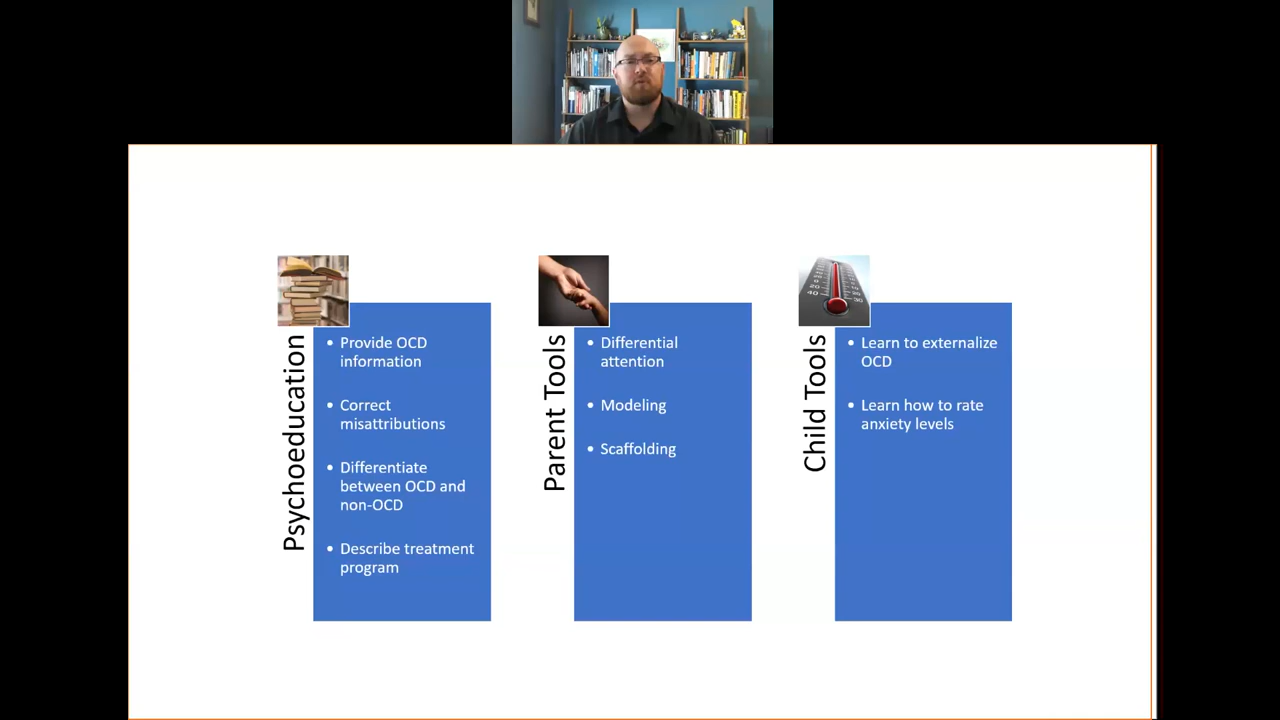 Psychoeducation
• Provide OCD
information
• Correct
misattributions
• Differentiate
between OCD and
non-OCD
• Describe treatment
program
Parent Tools
• Differential
attention
• Modeling
• Scaffolding
Child Tools
• Learn to externalize
OCD
• Learn how to rate
anxiety levels